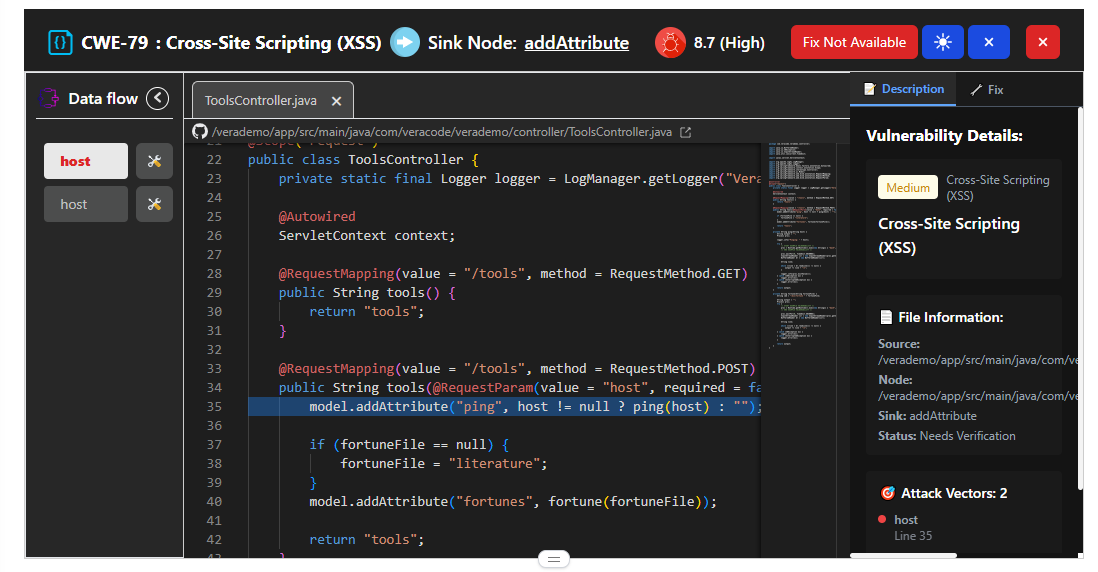 {} CWE-79 : Cross-Site Scripting (XSS) Sink Node: addAttribute 8.7 (High) Fix Not Available × ×
Data flow
host
host
ToolsController.java ×
/verademo/app/src/main/java/com/veracode/verademo/controller/ToolsController.java
21 @Scope("request")
22 public class ToolsController {
23 private static final Logger logger = LogManager.getLogger("Vera
24
25 @Autowired
26 ServletContext context;
27
28 @RequestMapping(value = "/tools", method = RequestMethod.GET)
29 public String tools() {
30 return "tools";
31 }
32
33 @RequestMapping(value = "/tools", method = RequestMethod.POST)
34 public String tools(@RequestParam(value = "host", required = fa
35 model.addAttribute("ping", host != null ? ping(host) : "");
36
37 if (fortuneFile == null) {
38 fortuneFile = "literature";
39 }
40 model.addAttribute("fortunes", fortune(fortuneFile));
41
42 return "tools";
43 }
Description Fix
Vulnerability Details:
Medium
Cross-Site Scripting
(XSS)
Cross-Site Scripting
(XSS)
File Information:
Source:
/verademo/app/src/main/java/com/ve
Node:
/verademo/app/src/main/java/com/ve
Sink: addAttribute
Status: Needs Verification
Attack Vectors: 2
host
Line 35